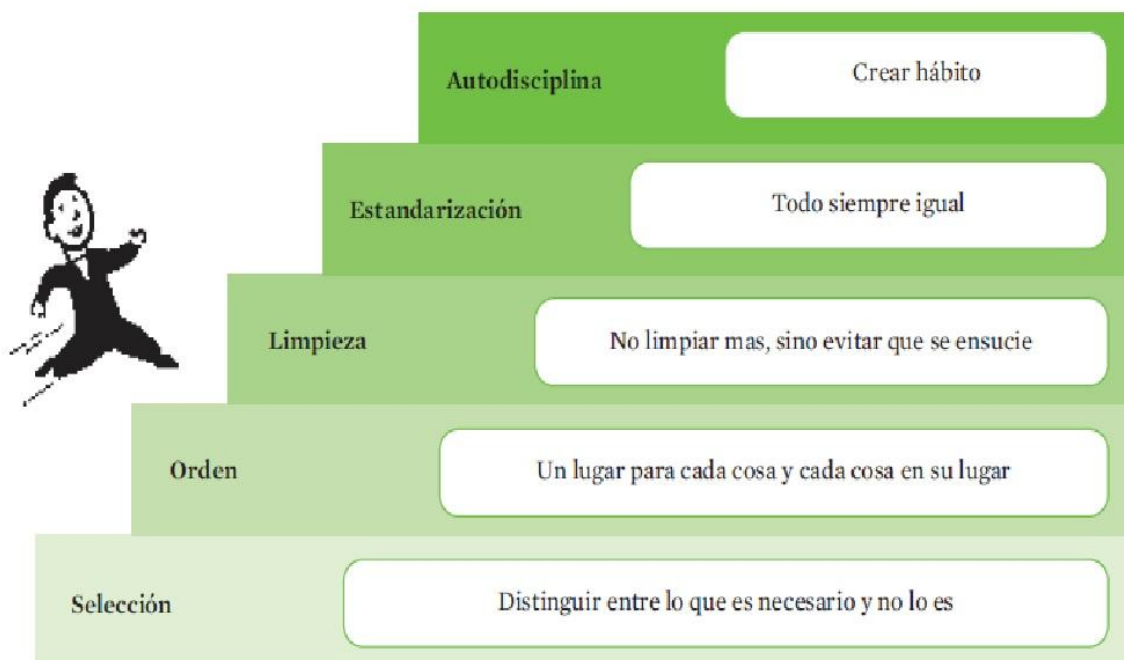 Autodisciplina
Crear hábito
Estandarización
Todo siempre igual
Limpieza
No limpiar mas, sino evitar que se ensucie
Orden
Un lugar para cada cosa y cada cosa en su lugar
Selección
Distinguir entre lo que es necesario y no lo es